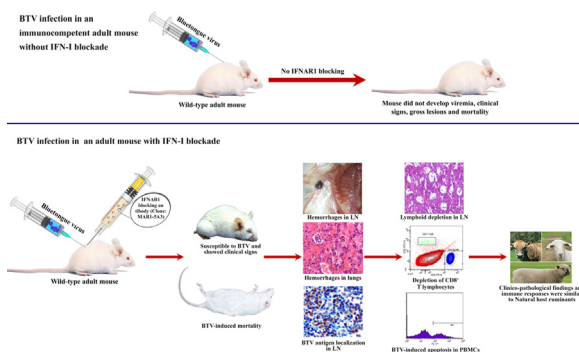 BTV infection in an
immunocompetent adult mouse
without IFN-I blockade
Bluetongue virus
Wild-type adult mouse
No IFNAR1 blocking
Mouse did not develop viremia, clinical
signs, gross lesions and mortality
BTV infection in an adult mouse with IFN-I blockade
Bluetongue virus
IFNAR1
blocking an
tibody (Clone:
MAR1-5A3)
Wild-type adult mouse
Susceptible to BTV and
showed clinical signs
BTV-induced mortality
Hemorrhages in LN
Hemorrhages in lungs
BTV antigen localization
in LN
Lymphoid depletion in LN
Depletion of CD8⁺
T lymphocytes
BTV-induced apoptosis in PBMCs
Clinico-pathological findings an
immune responses were simila
to Natural host ruminants